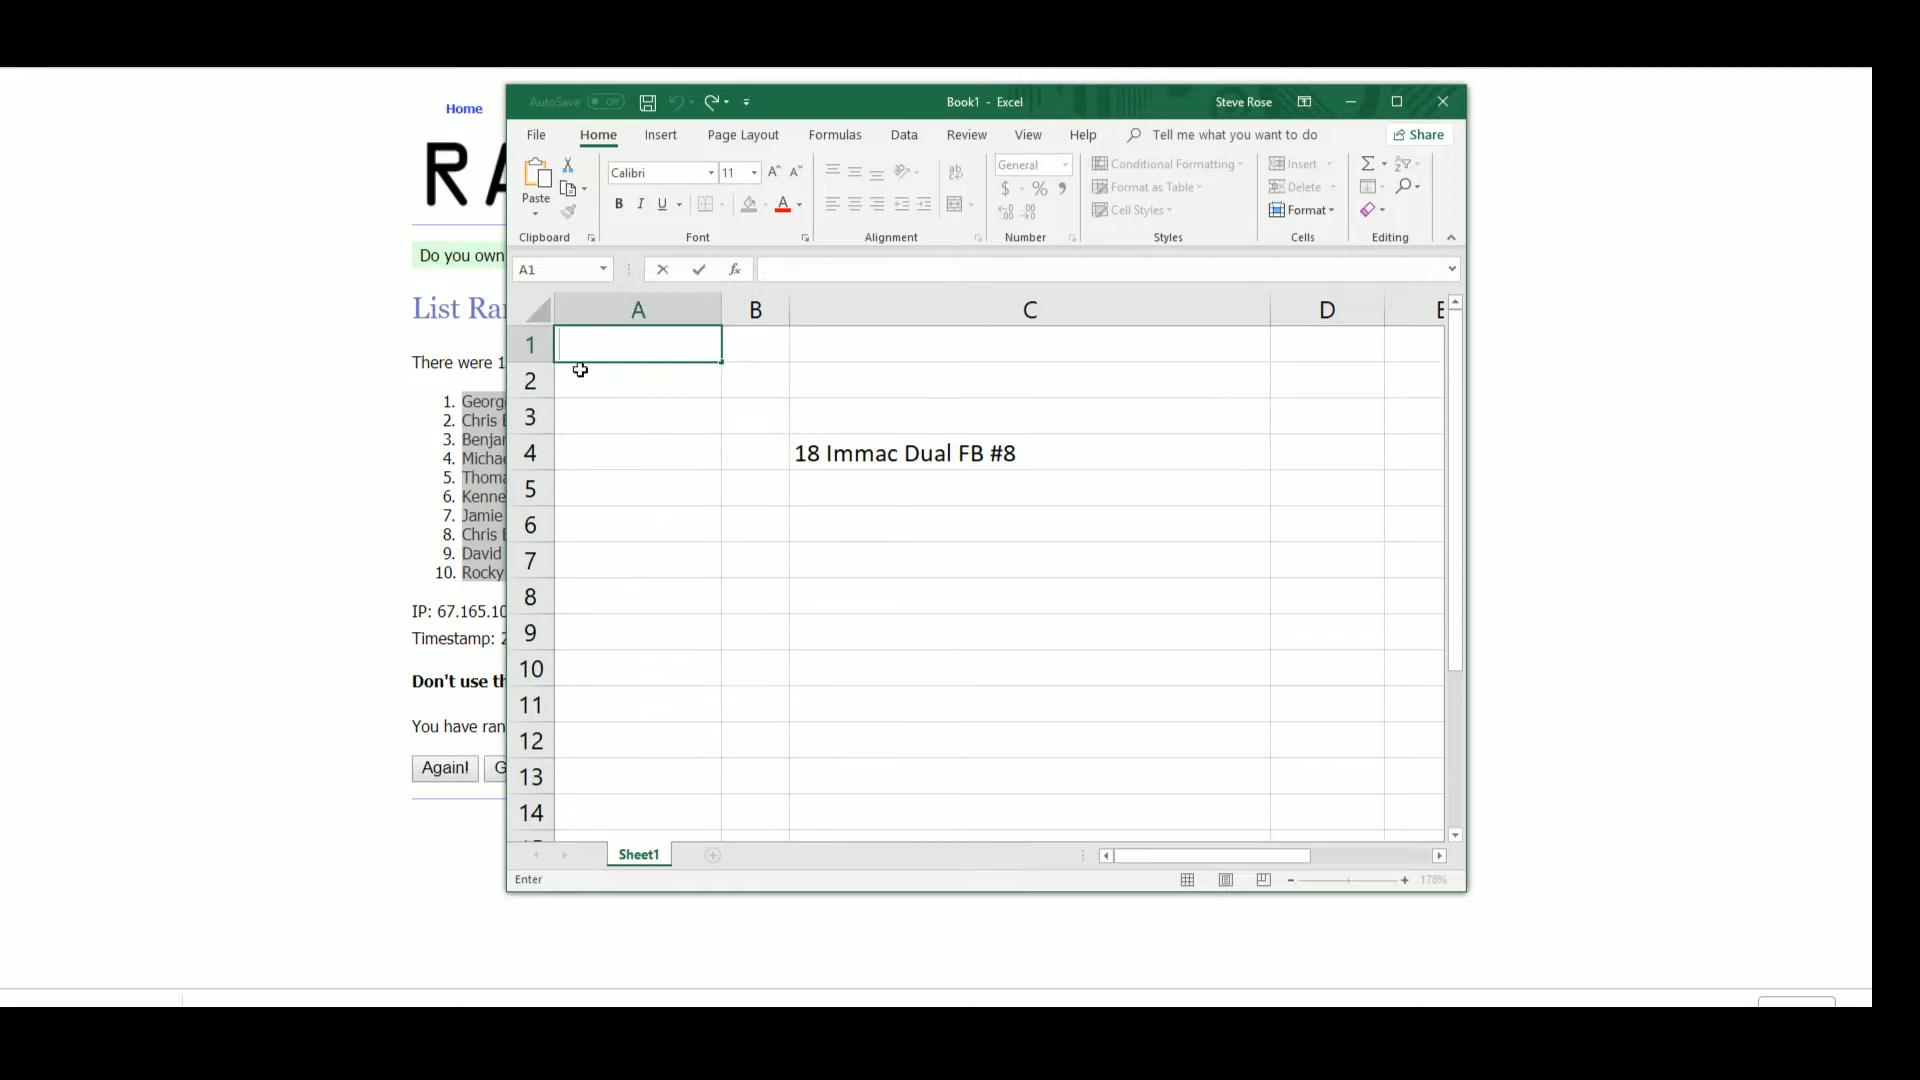 Home
AutoSave Off
Book1 - Excel
Steve Rose
File Home Insert Page Layout Formulas Data Review View Help Tell me what you want to do Share
Paste
Calibri 11
General
Conditional Formatting
Format as Table
Cell Styles
Insert
Delete
Format
Clipboard Font Alignment Number Styles Cells Editing
A1
A B C D E
1
2
3
4 18 Immac Dual FB #8
5
6
7
8
9
10
11
12
13
14
Sheet1
Enter
178%
RA
Do you own
List Ra
There were 1
1. Georg
2. Chris
3. Benja
4. Micha
5. Thom
6. Kenne
7. Jamie
8. Chris
9. David
10. Rocky
IP: 67.165.10
Timestamp: 2
Don't use th
You have ran
Again! G